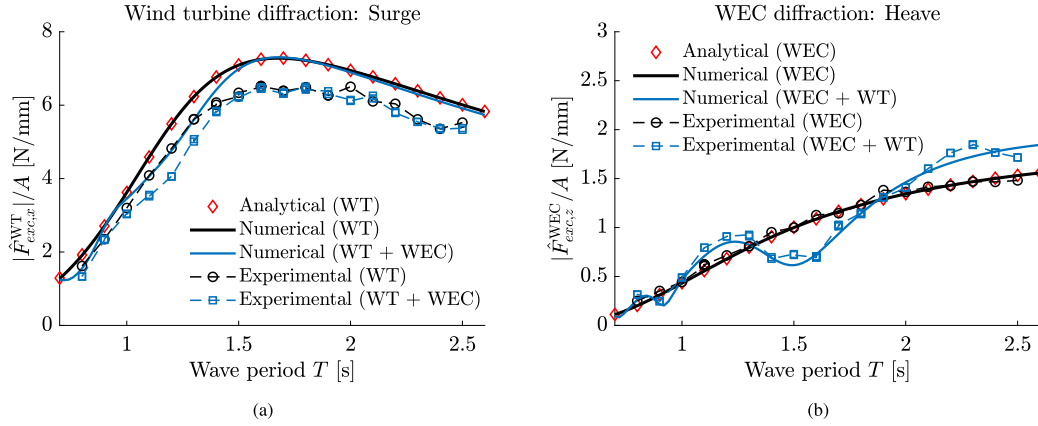 Wind turbine diffraction: Surge
|F̂ᵂᵀₑₓ꜀,ₓ|/A [N/mm]
8
6
4
2
0
Analytical (WT)
Numerical (WT)
Numerical (WT + WEC)
Experimental (WT)
Experimental (WT + WEC)
1
1.5
2
2.5
Wave period T [s]
(a)
WEC diffraction: Heave
|F̂^WEC_exc,z/A [N/mm]
3
2.5
2
1.5
1
0.5
0
Analytical (WEC)
Numerical (WEC)
Numerical (WEC + WT)
Experimental (WEC)
Experimental (WEC + WT)
1
1.5
2
2.5
Wave period T [s]
(b)